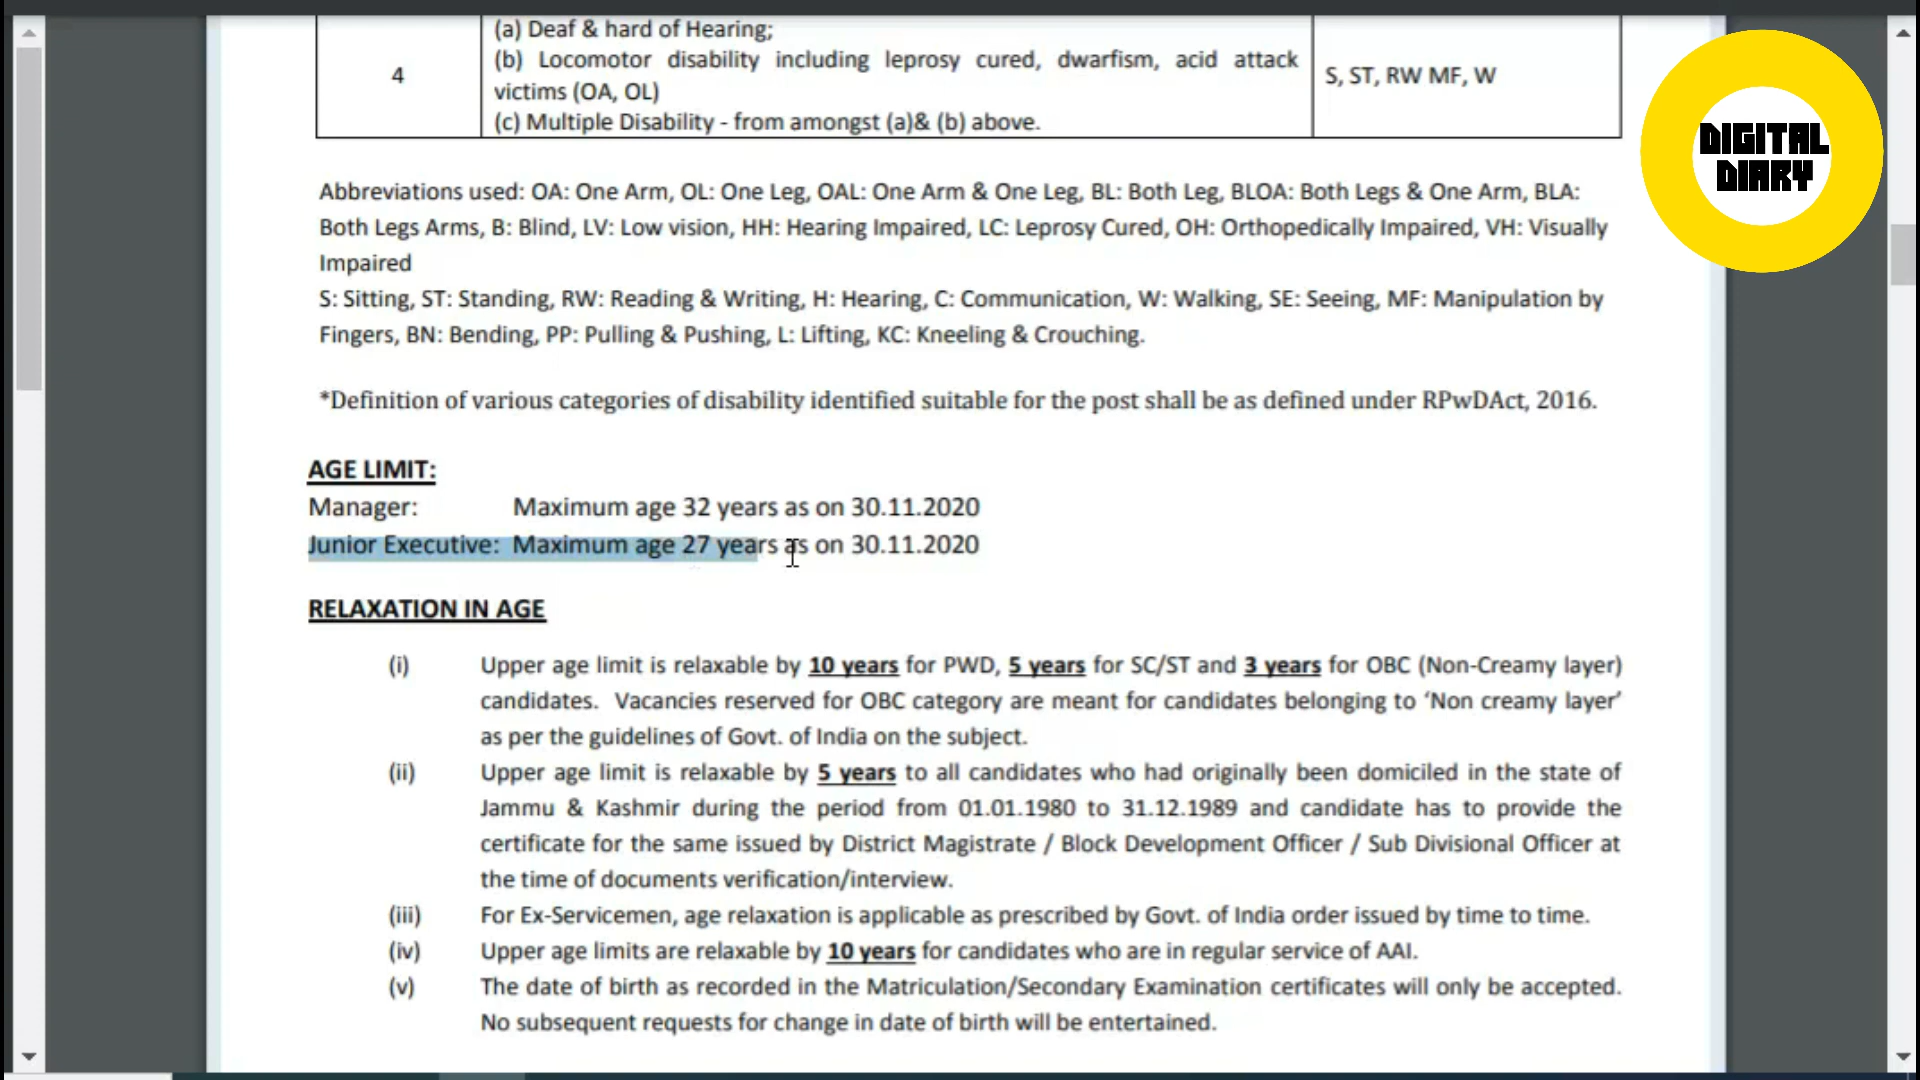 (a) Deaf & hard of Hearing;
4
(b) Locomotor disability including leprosy cured, dwarfism, acid attack
victims (OA, OL)
(c) Multiple Disability - from amongst (a)& (b) above.
S, ST, RW MF, W
DIGITAL
DIARY
Abbreviations used: OA: One Arm, OL: One Leg, OAL: One Arm & One Leg, BL: Both Leg, BLOA: Both Legs & One Arm, BLA:
Both Legs Arms, B: Blind, LV: Low vision, HH: Hearing Impaired, LC: Leprosy Cured, OH: Orthopedically Impaired, VH: Visually
Impaired
S: Sitting, ST: Standing, RW: Reading & Writing, H: Hearing, C: Communication, W: Walking, SE: Seeing, MF: Manipulation by
Fingers, BN: Bending, PP: Pulling & Pushing, L: Lifting, KC: Kneeling & Crouching.
*Definition of various categories of disability identified suitable for the post shall be as defined under RPwDAct, 2016.
AGE LIMIT:
Manager: Maximum age 32 years as on 30.11.2020
Junior Executive: Maximum age 27 years as on 30.11.2020
RELAXATION IN AGE
(i) Upper age limit is relaxable by 10 years for PWD, 5 years for SC/ST and 3 years for OBC (Non-Creamy layer)
candidates. Vacancies reserved for OBC category are meant for candidates belonging to ‘Non creamy layer’
as per the guidelines of Govt. of India on the subject.
(ii) Upper age limit is relaxable by 5 years to all candidates who had originally been domiciled in the state of
Jammu & Kashmir during the period from 01.01.1980 to 31.12.1989 and candidate has to provide the
certificate for the same issued by District Magistrate / Block Development Officer / Sub Divisional Officer at
the time of documents verification/interview.
(iii) For Ex-Servicemen, age relaxation is applicable as prescribed by Govt. of India order issued by time to time.
(iv) Upper age limits are relaxable by 10 years for candidates who are in regular service of AAI.
(v) The date of birth as recorded in the Matriculation/Secondary Examination certificates will only be accepted.
No subsequent requests for change in date of birth will be entertained.